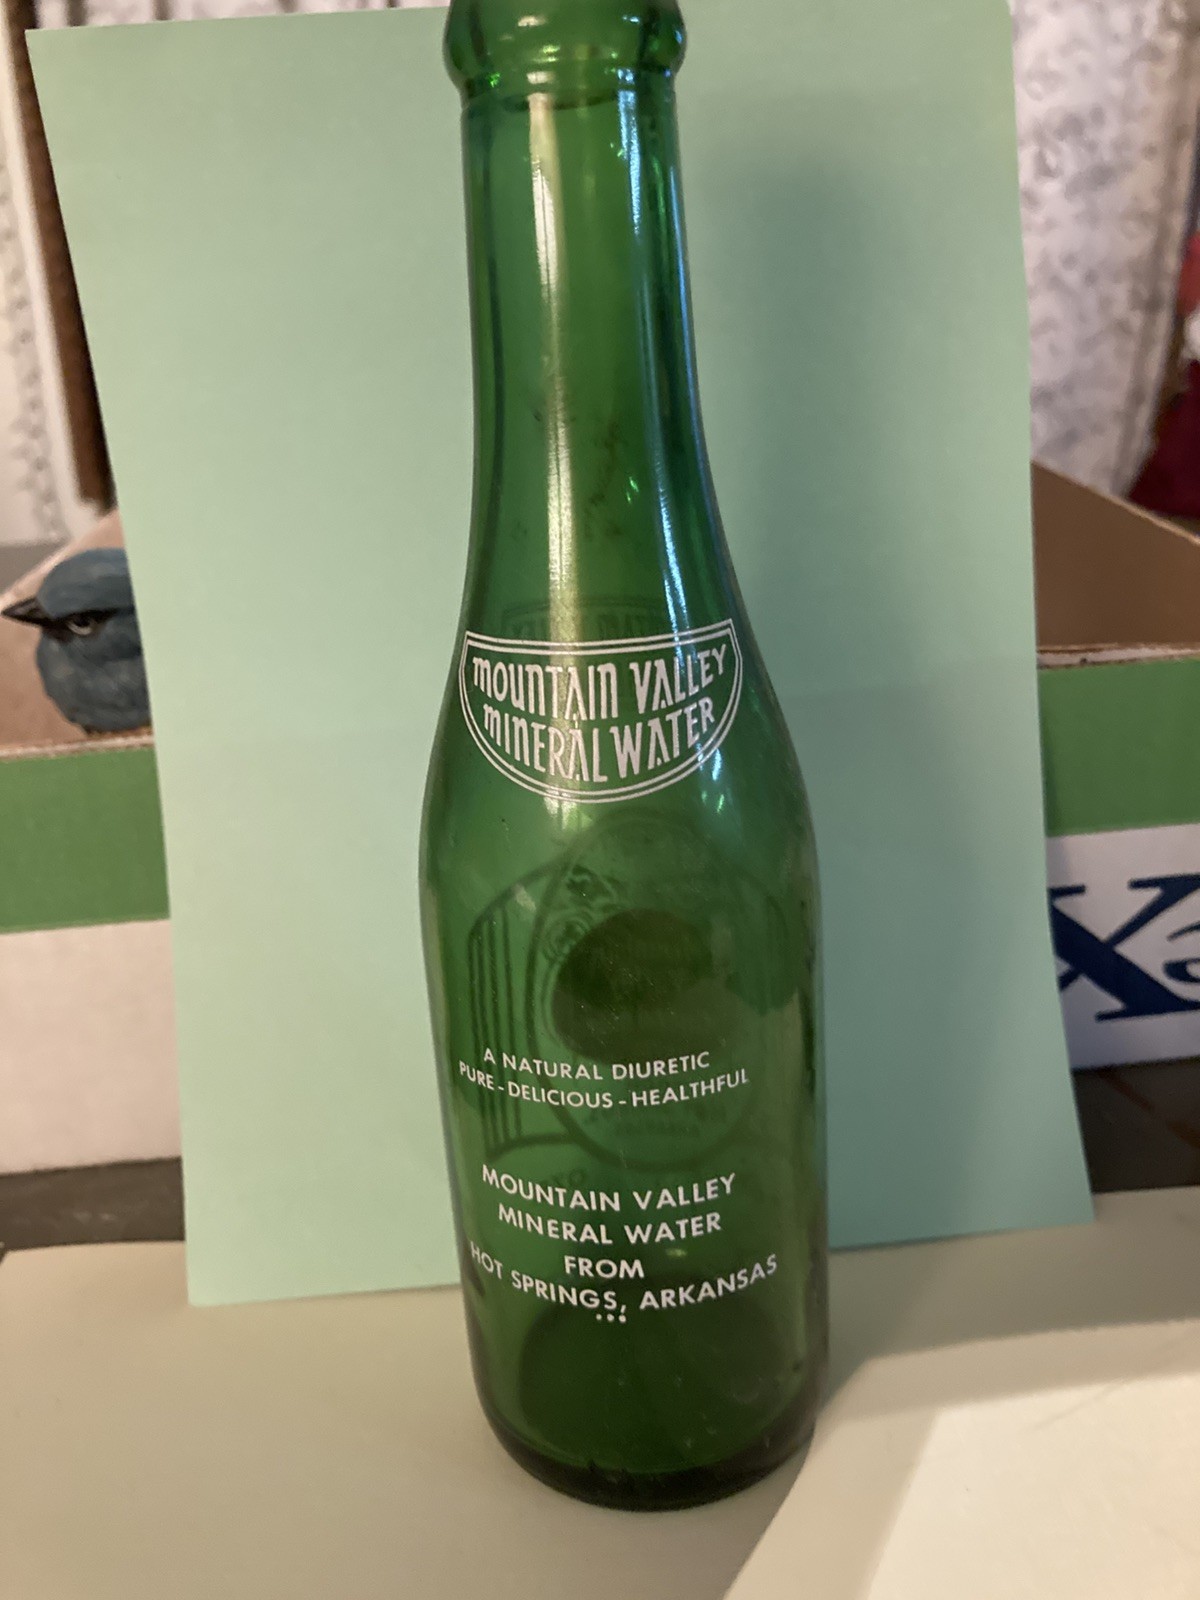 MOUNTAIN VALLEY
MINERAL WATER
A NATURAL DIURETIC
PURE-DELICIOUS-HEALTHFUL
MOUNTAIN VALLEY
MINERAL WATER
FROM
HOT SPRINGS, ARKANSAS